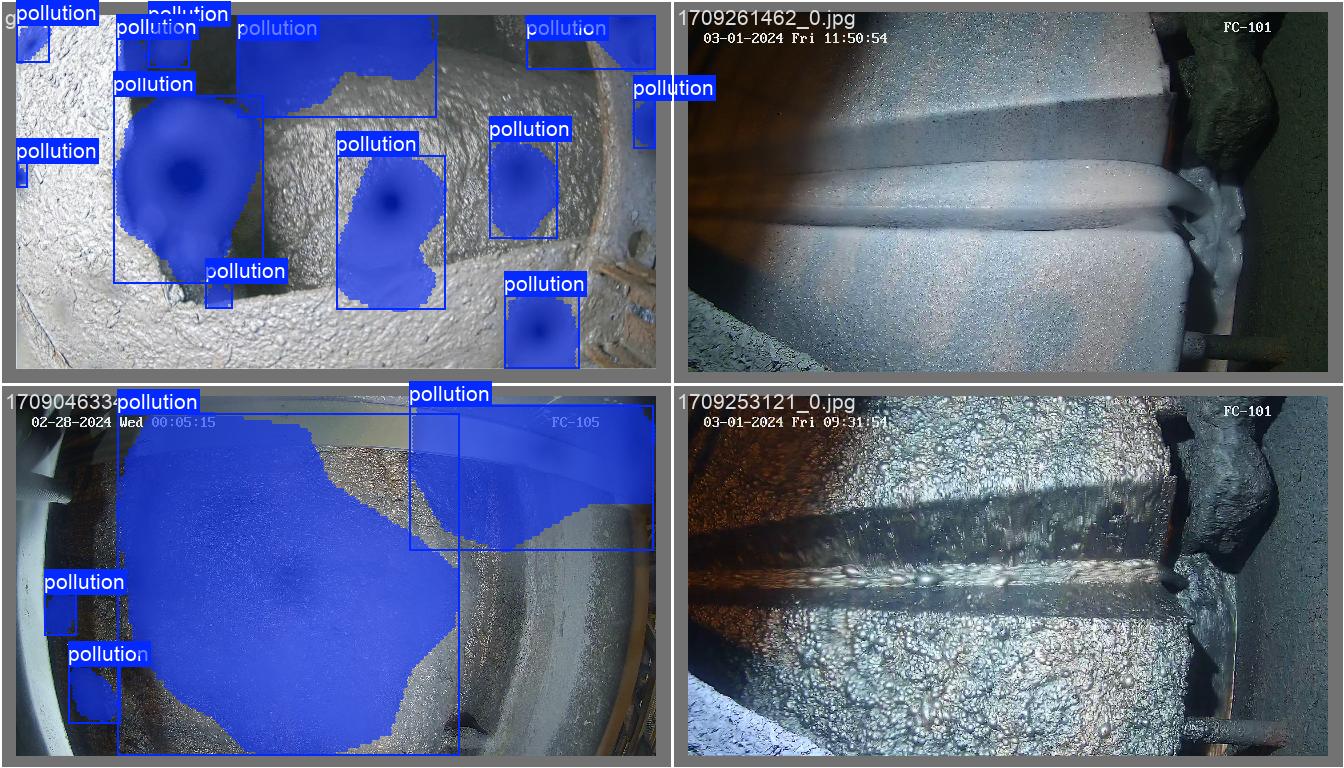 g
pollution
pollution
pollution
pollution
pollution
pollution
pollution
pollution
pollution
pollution
pollution
pollution
1709261462_0.jpg
03-01-2024 Fri 11:50:54
FC-101
1709046334
pollution
pollution
02-28-2024 Wed 00:05:15
FC-105
pollution
pollution
1709253121_0.jpg
03-01-2024 Fri 09:31:54
FC-101